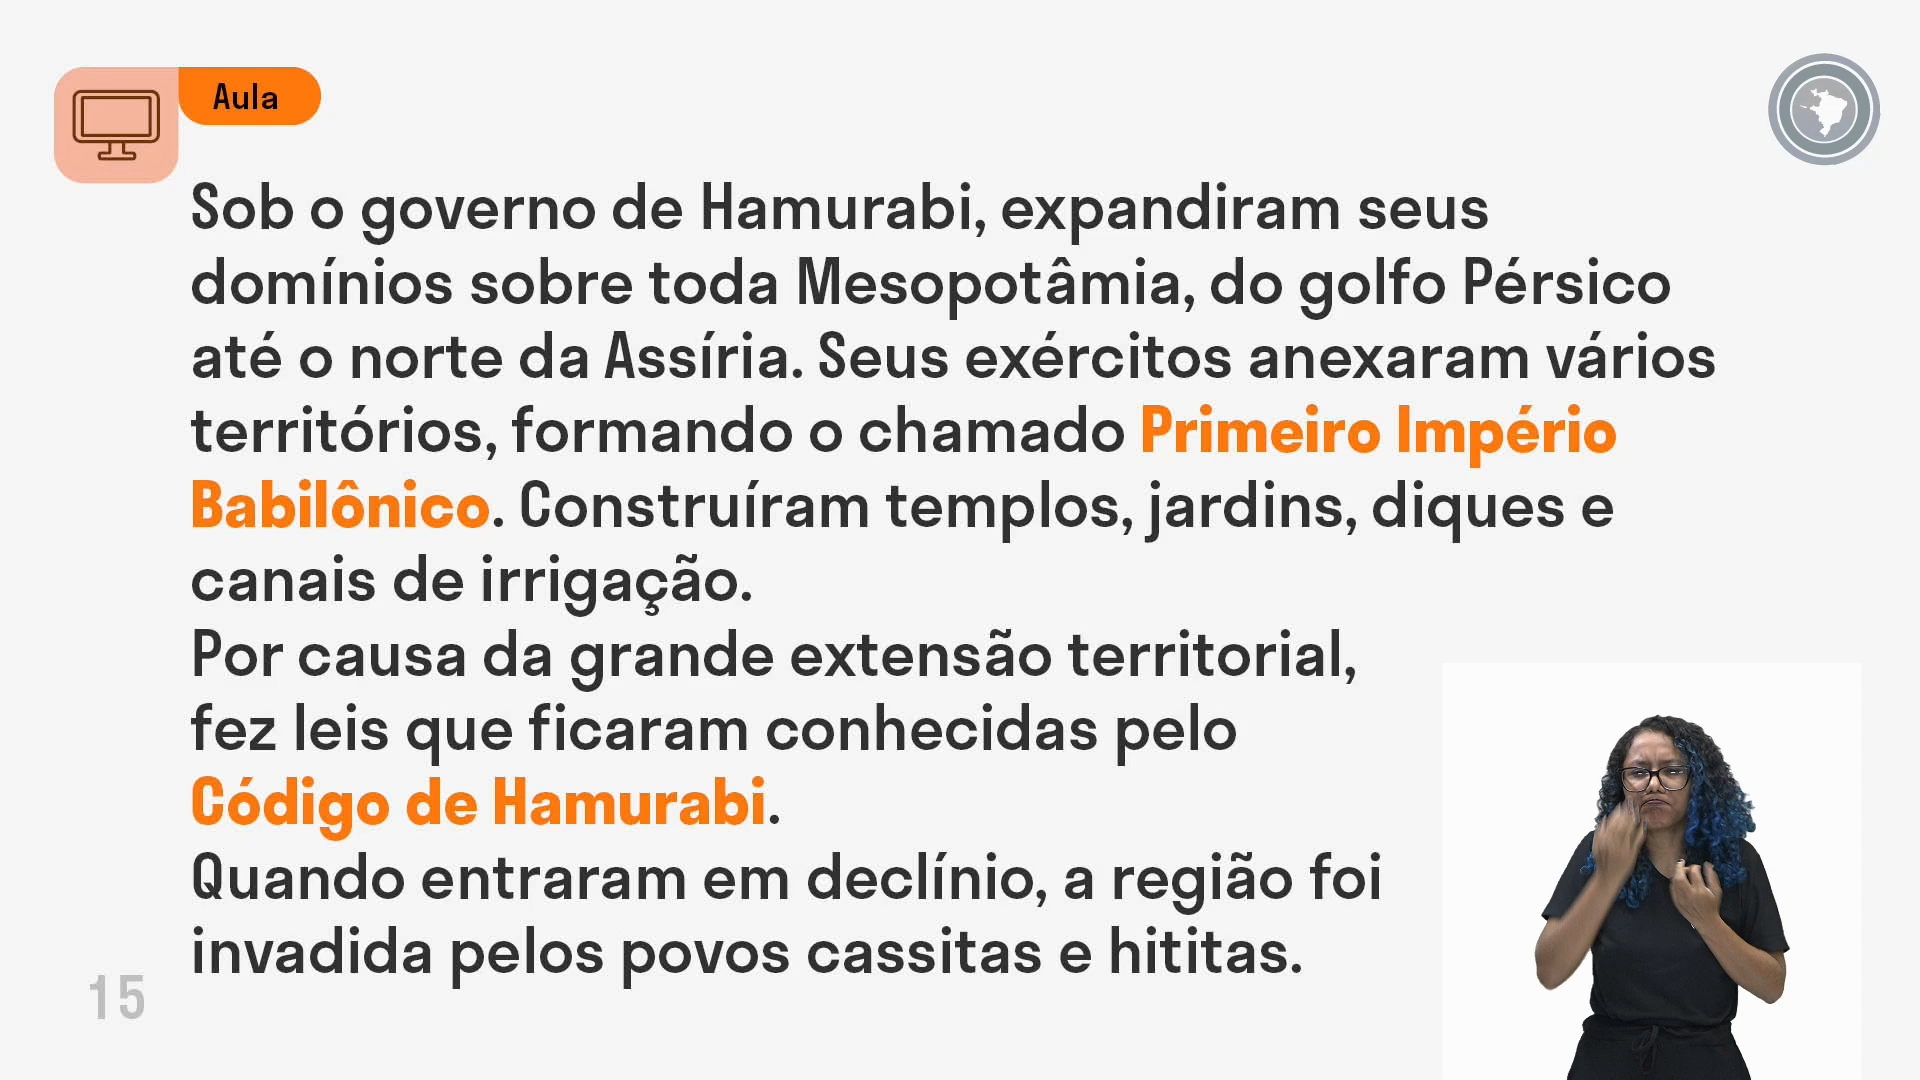 Aula
Sob o governo de Hamurabi, expandiram seus
domínios sobre toda Mesopotâmia, do golfo Pérsico
até o norte da Assíria. Seus exércitos anexaram vários
territórios, formando o chamado Primeiro Império
Babilônico. Construíram templos, jardins, diques e
canais de irrigação.
Por causa da grande extensão territorial,
fez leis que ficaram conhecidas pelo
Código de Hamurabi.
Quando entraram em declínio, a região foi
invadida pelos povos cassitas e hititas.
15